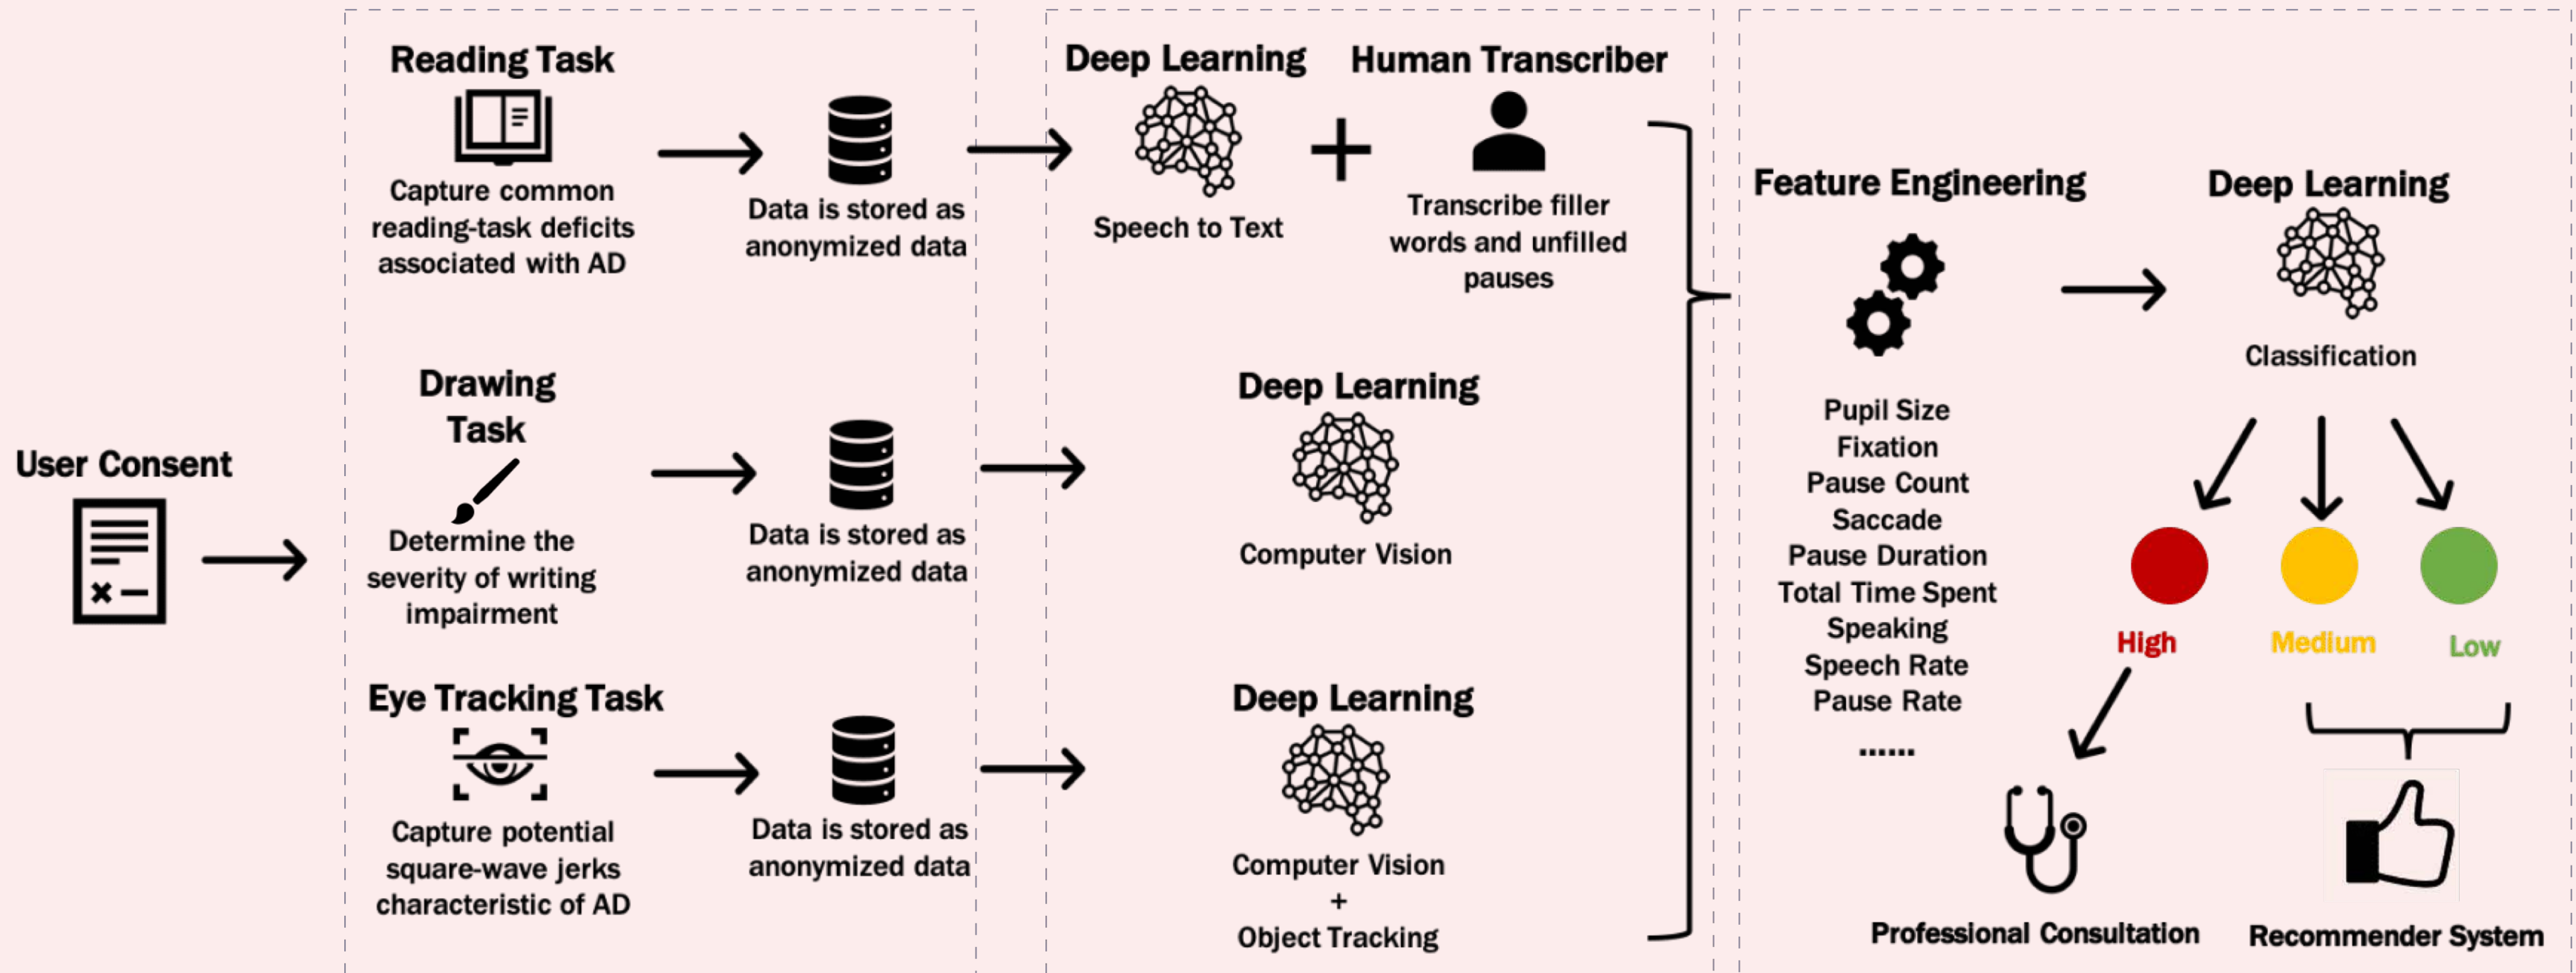 User Consent
Reading Task
Capture common
reading-task deficits
associated with AD
Data is stored as
anonymized data
Drawing
Task
Determine the
severity of writing
impairment
Data is stored as
anonymized data
Eye Tracking Task
Capture potential
square-wave jerks
characteristic of AD
Data is stored as
anonymized data
Deep Learning
Speech to Text
+
Human Transcriber
Transcribe filler
words and unfilled
pauses
Deep Learning
Computer Vision
Deep Learning
Computer Vision
+
Object Tracking
Feature Engineering
Pupil Size
Fixation
Pause Count
Saccade
Pause Duration
Total Time Spent
Speaking
Speech Rate
Pause Rate
......
Deep Learning
Classification
High
Medium
Low
Professional Consultation
Recommender System